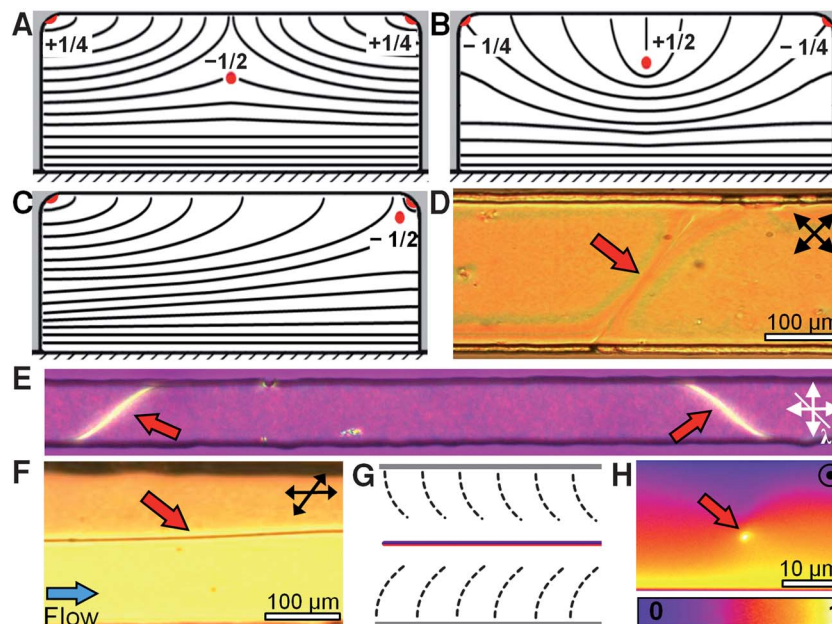 A
+1/4
− 1/2
+1/4
B
− 1/4
+1/2
− 1/4
C
− 1/2
D
100 µm
E
λ
F
Flow
100 µm
G
H
10 µm
0